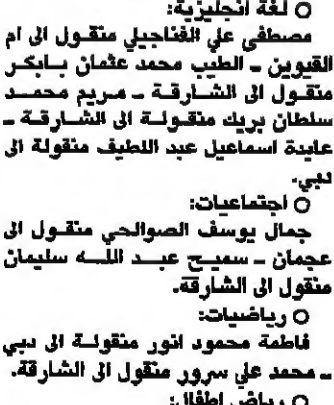 ○ لغة انجليزية:
مصطفى علي الغناجيلي منقول الى ام
القيوين ـ الطيب محمد عثمان بابكر
منقول الى الشارقة ـ مريم محمد
سلطان بريك منقولة الى الشارقة ـ
عايدة اسماعيل عبد اللطيف منقولة الى
دبي.
○ اجتماعيات:
جمال يوسف الصوالحي منقول الى
عجمان ـ سميح عبد الله سليمان
منقول الى الشارقة.
○ رياضيات:
فاطمة محمود انور منقولة الى دبي
ـ محمد علي سرور منقول الى الشارقة.
○ رياض اطفال: